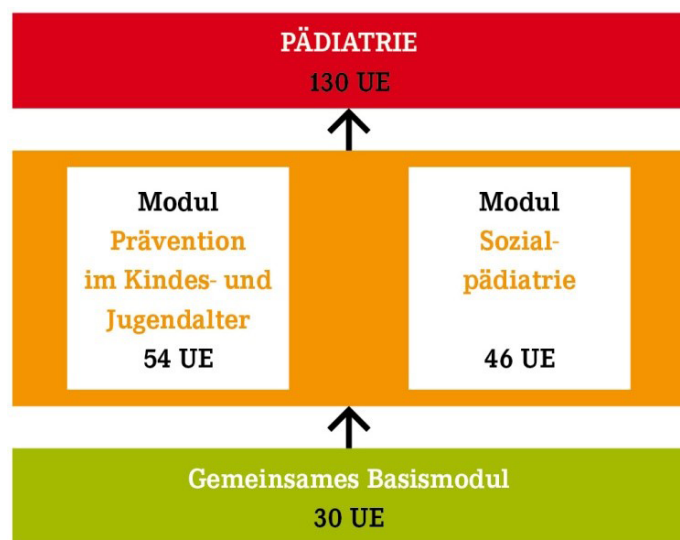 PÄDIATRIE
130 UE
Modul
Prävention
im Kindes- und
Jugendalter
54 UE
Modul
Sozial-
pädiatrie
46 UE
Gemeinsames Basismodul
30 UE